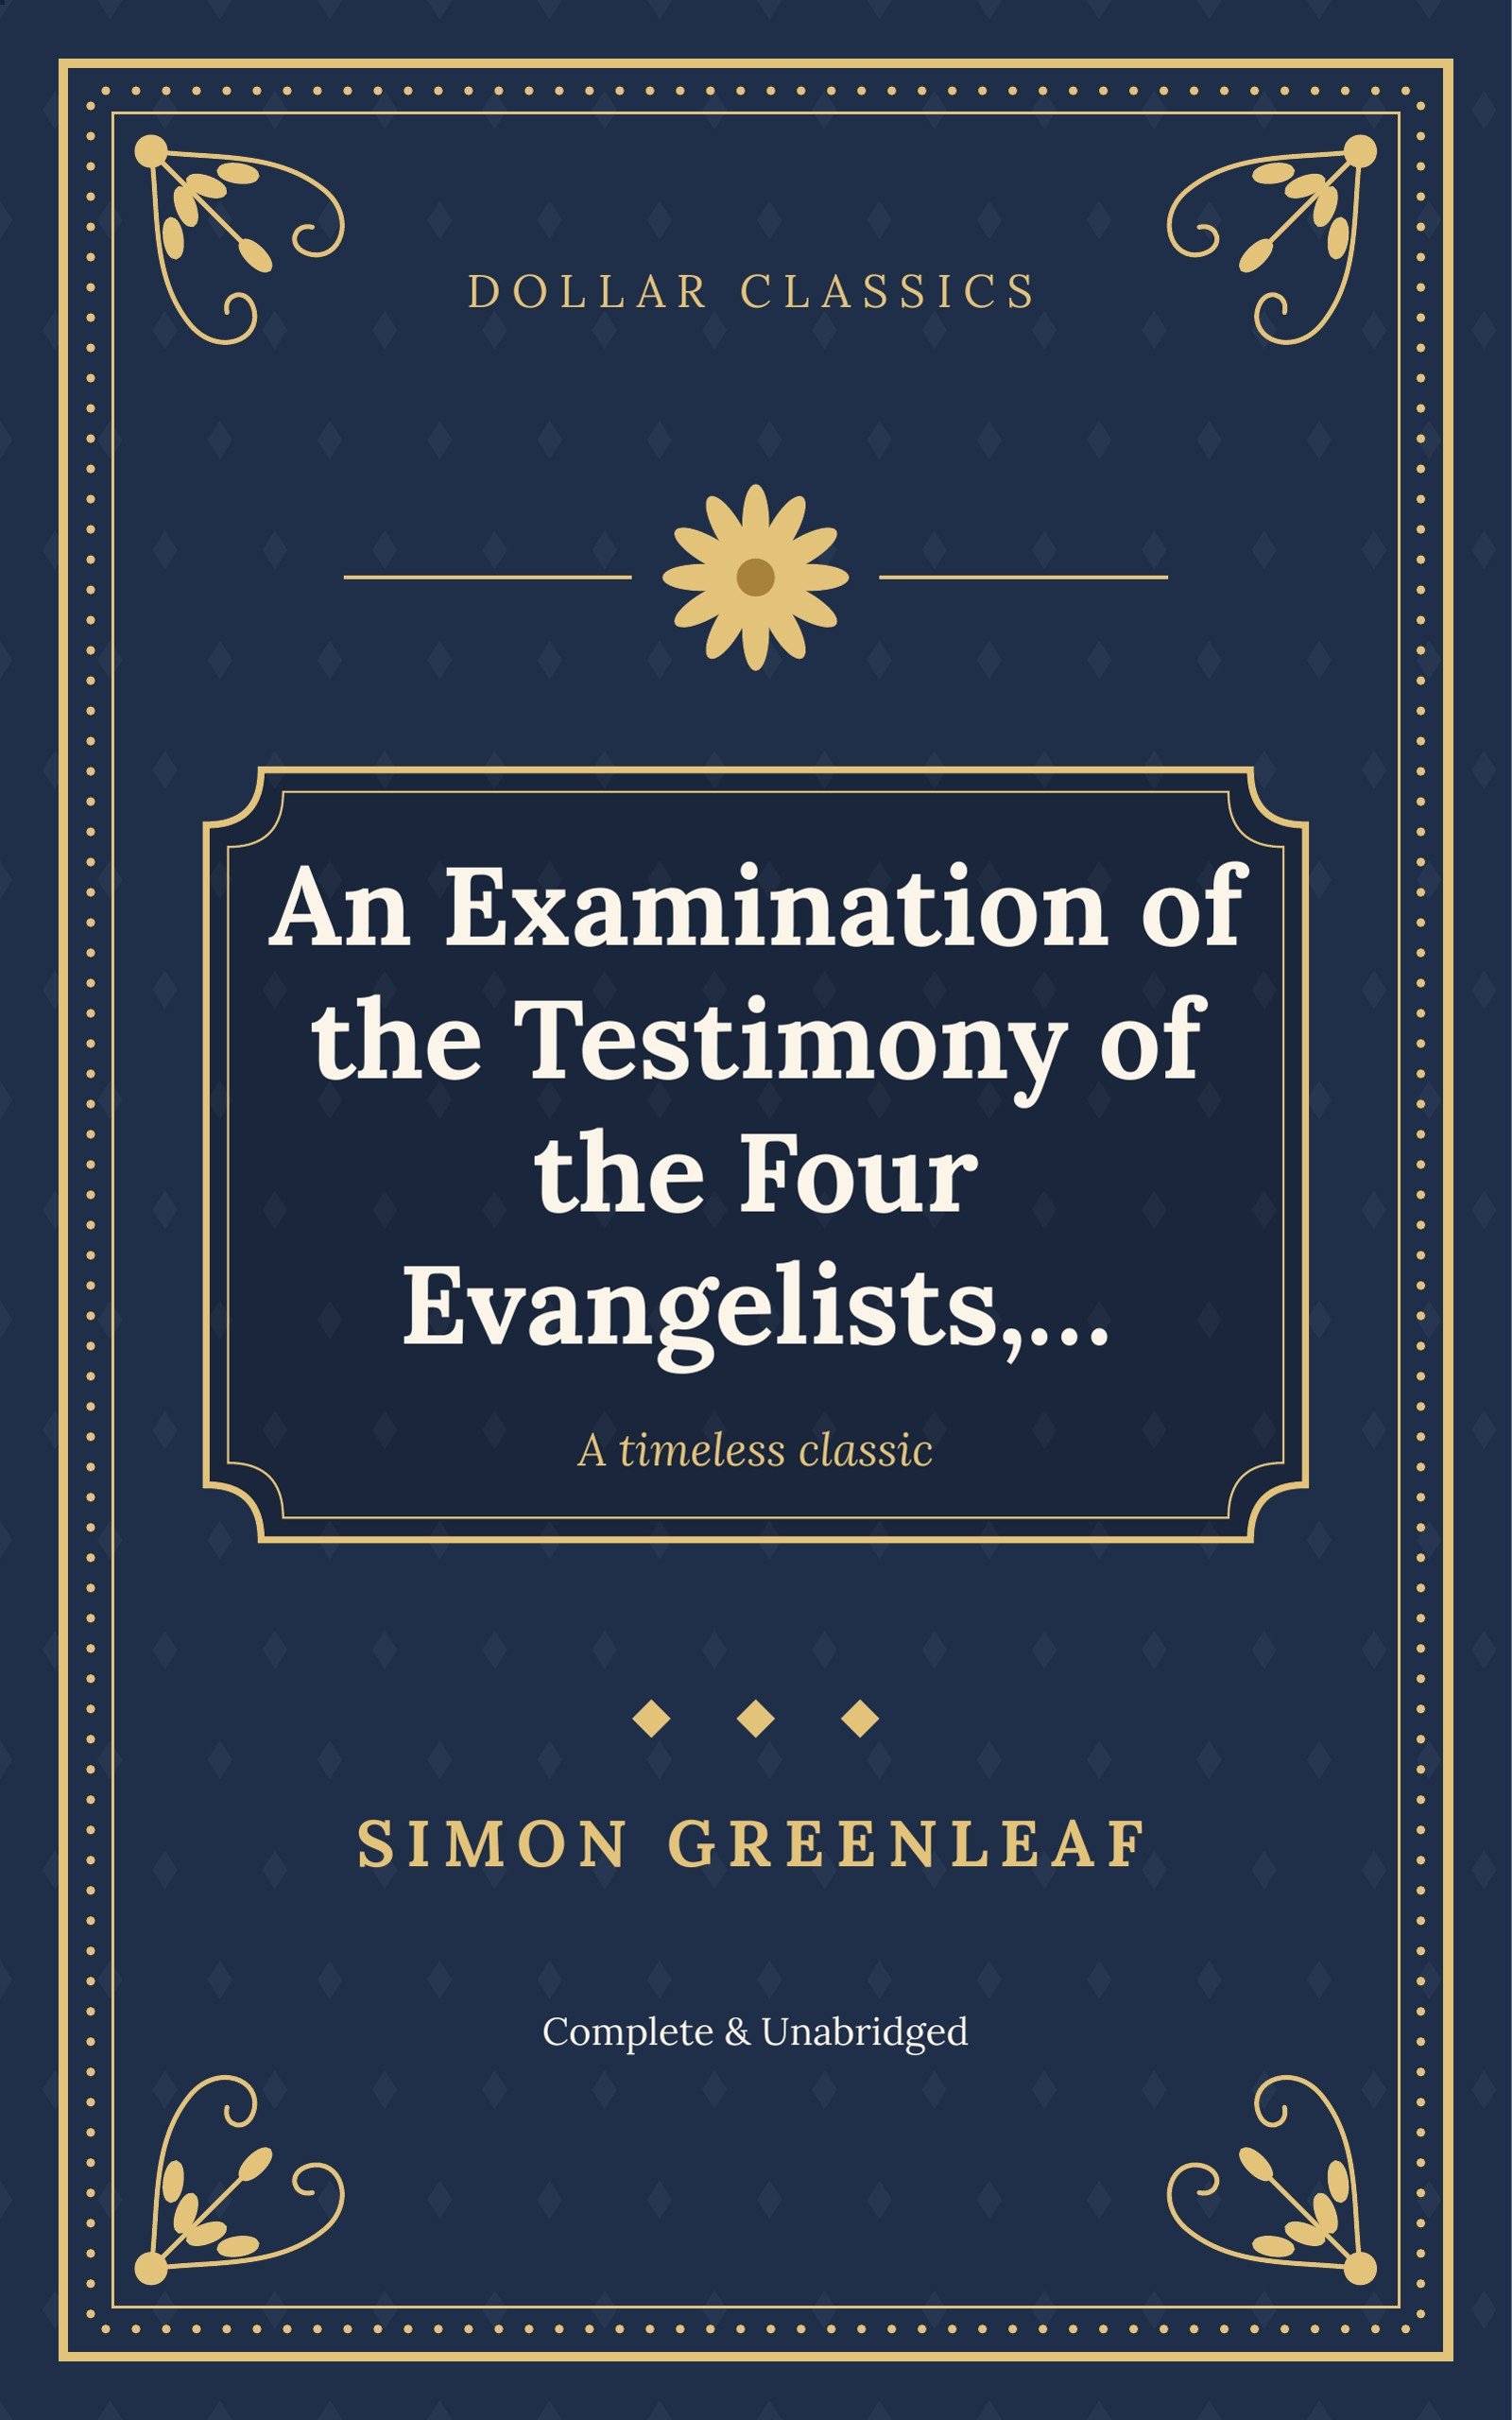 DOLLAR CLASSICS
An Examination of
the Testimony of
the Four
Evangelists,...
A timeless classic
SIMON GREENLEAF
Complete & Unabridged